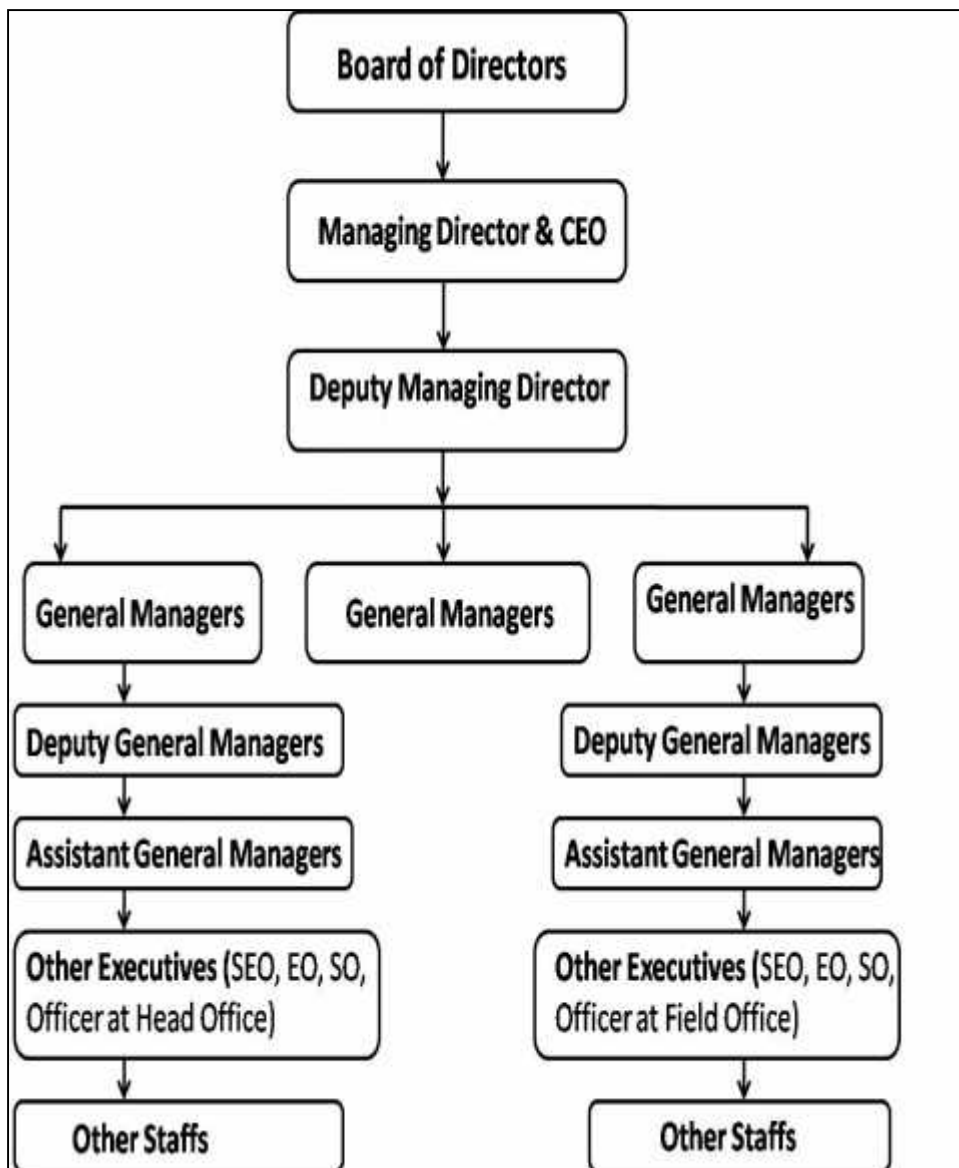 Board of Directors
Managing Director & CEO
Deputy Managing Director
General Managers
General Managers
General Managers
Deputy General Managers
Deputy General Managers
Assistant General Managers
Assistant General Managers
Other Executives (SEO, EO, SO,
Officer at Head Office)
Other Executives (SEO, EO, SO,
Officer at Field Office)
Other Staffs
Other Staffs